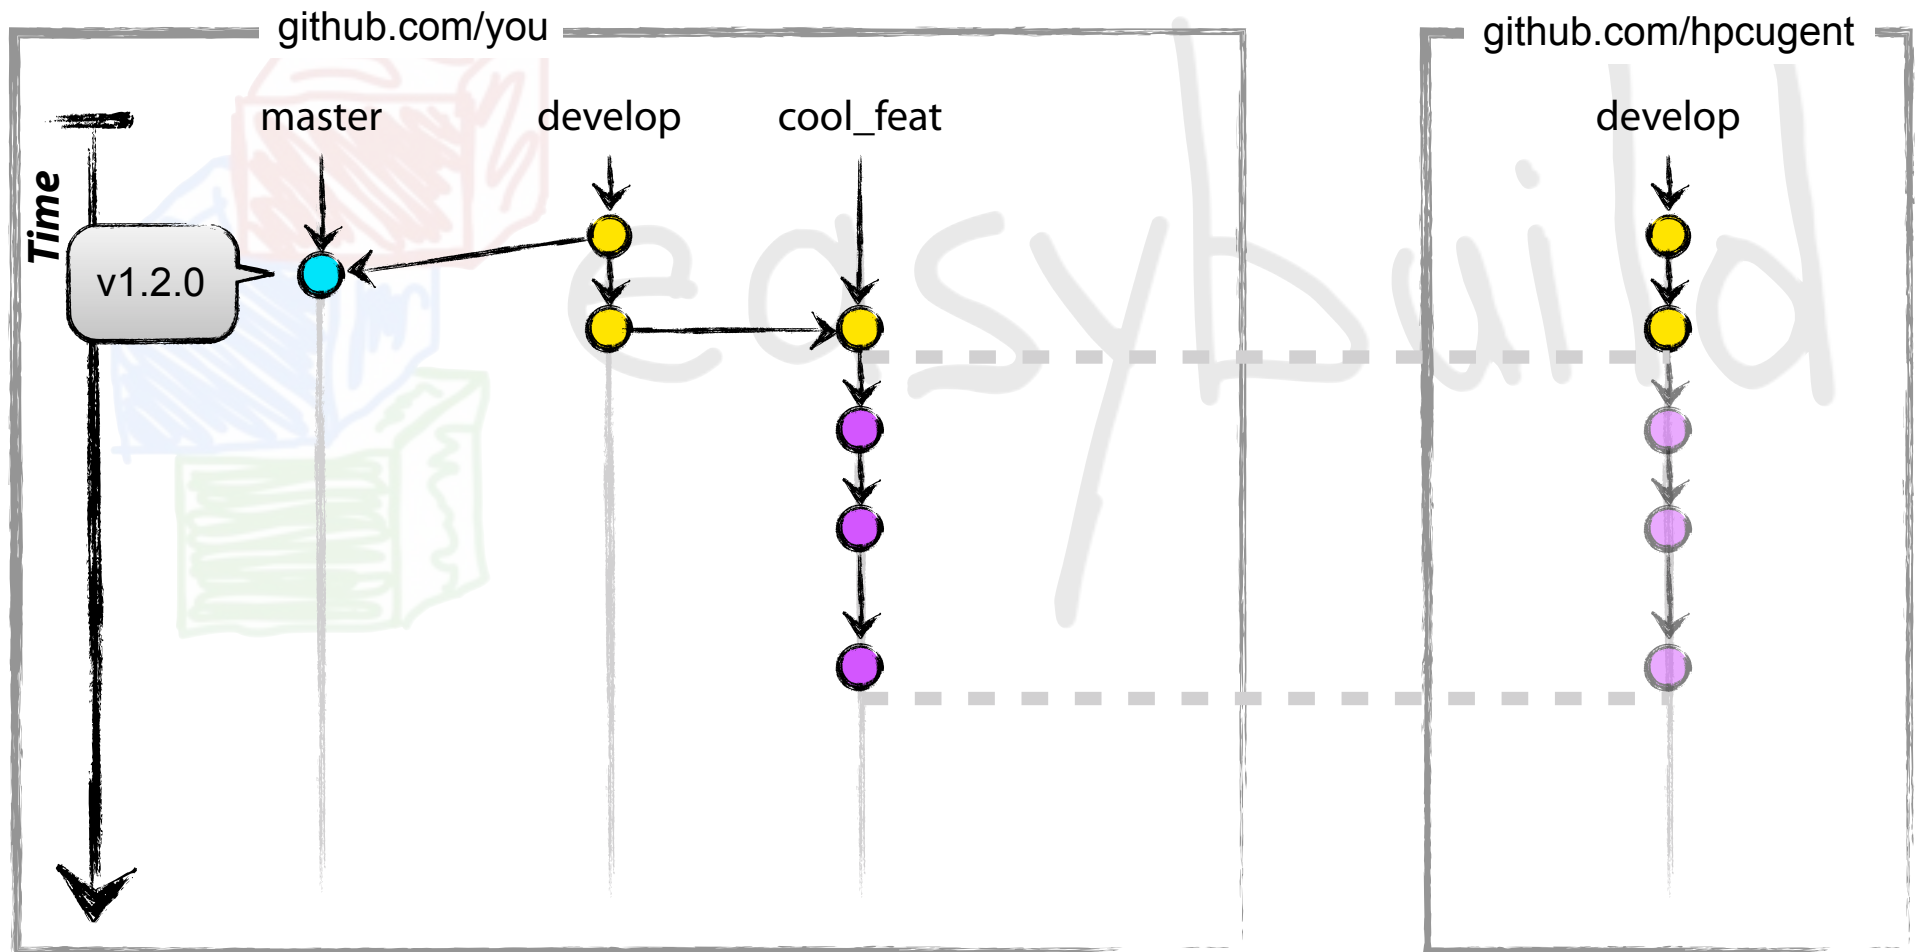 github.com/you
github.com/hpcugent
master
develop
cool_feat
develop
Time
v1.2.0
easybuild